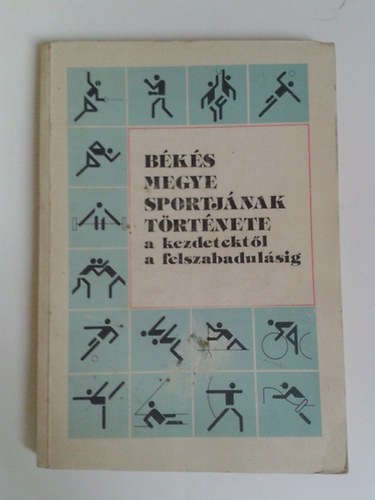 BÉKÉS
MEGYE
SPORTJÁNAK
TÖRTÉNETE
a kezdetektől
a felszabadulásig